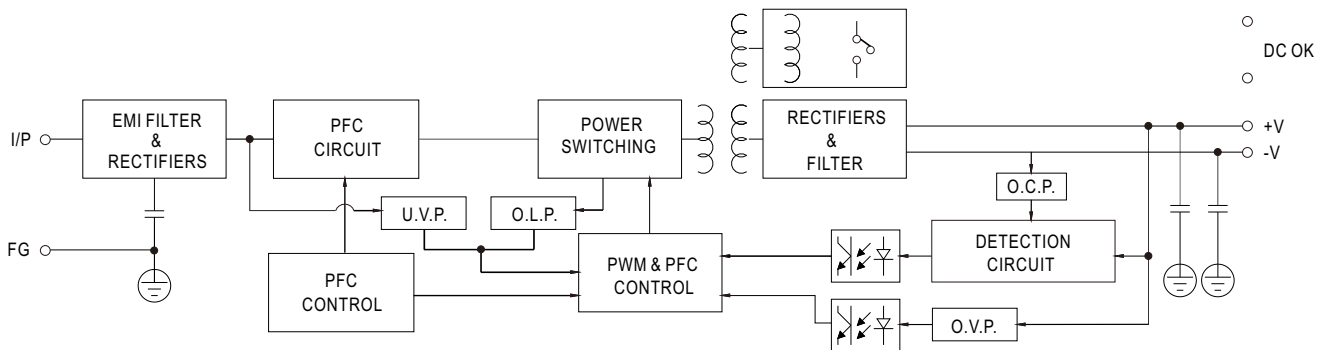 DC OK
I/P
EMI FILTER
&
RECTIFIERS
PFC
CIRCUIT
POWER
SWITCHING
RECTIFIERS
&
FILTER
+V
-V
U.V.P.
O.L.P.
O.C.P.
FG
PFC
CONTROL
PWM & PFC
CONTROL
DETECTION
CIRCUIT
O.V.P.